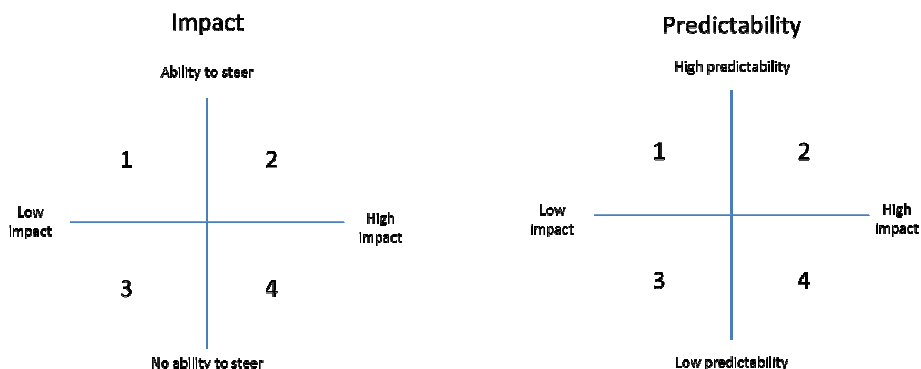 Impact
Ability to steer
1 2
Low
impact
High
impact
3 4
No ability to steer
Predictability
High predictability
1 2
Low
impact
High
impact
3 4
Low predictability